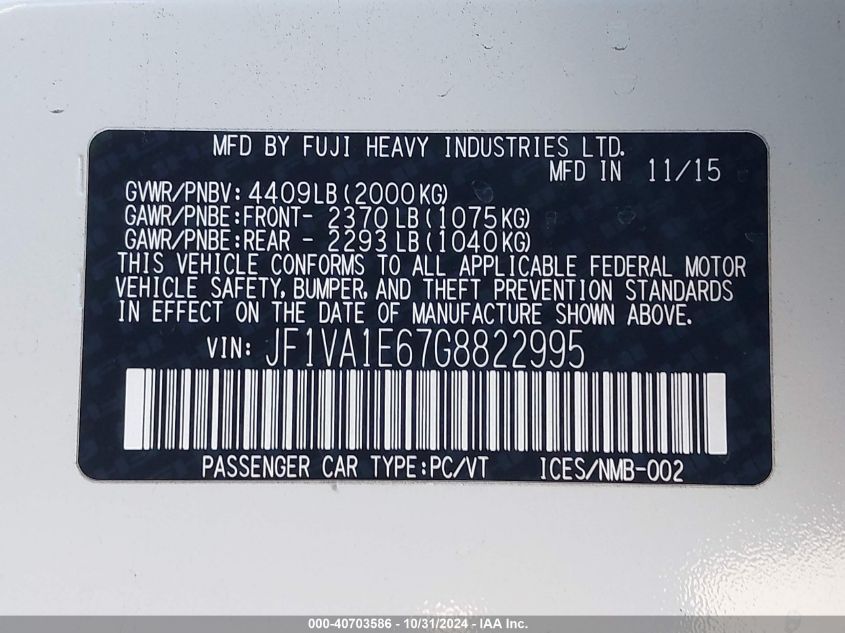 MFD BY FUJI HEAVY INDUSTRIES LTD.
MFD IN 11/15
GVWR/PNBV: 4409LB(2000KG)
GAWR/PNBE:FRONT- 2370LB(1075KG)
GAWR/PNBE:REAR - 2293LB(1040KG)
THIS VEHICLE CONFORMS TO ALL APPLICABLE FEDERAL MOTOR
VEHICLE SAFETY, BUMPER, AND THEFT PREVENTION STANDARDS
IN EFFECT ON THE DATE OF MANUFACTURE SHOWN ABOVE.
VIN: JF1VA1E67G8822995
PASSENGER CAR TYPE:PC/VT ICES/NMB-002
000-40703586 - 10/31/2024 - Copyright © 2024 IAA, Inc.